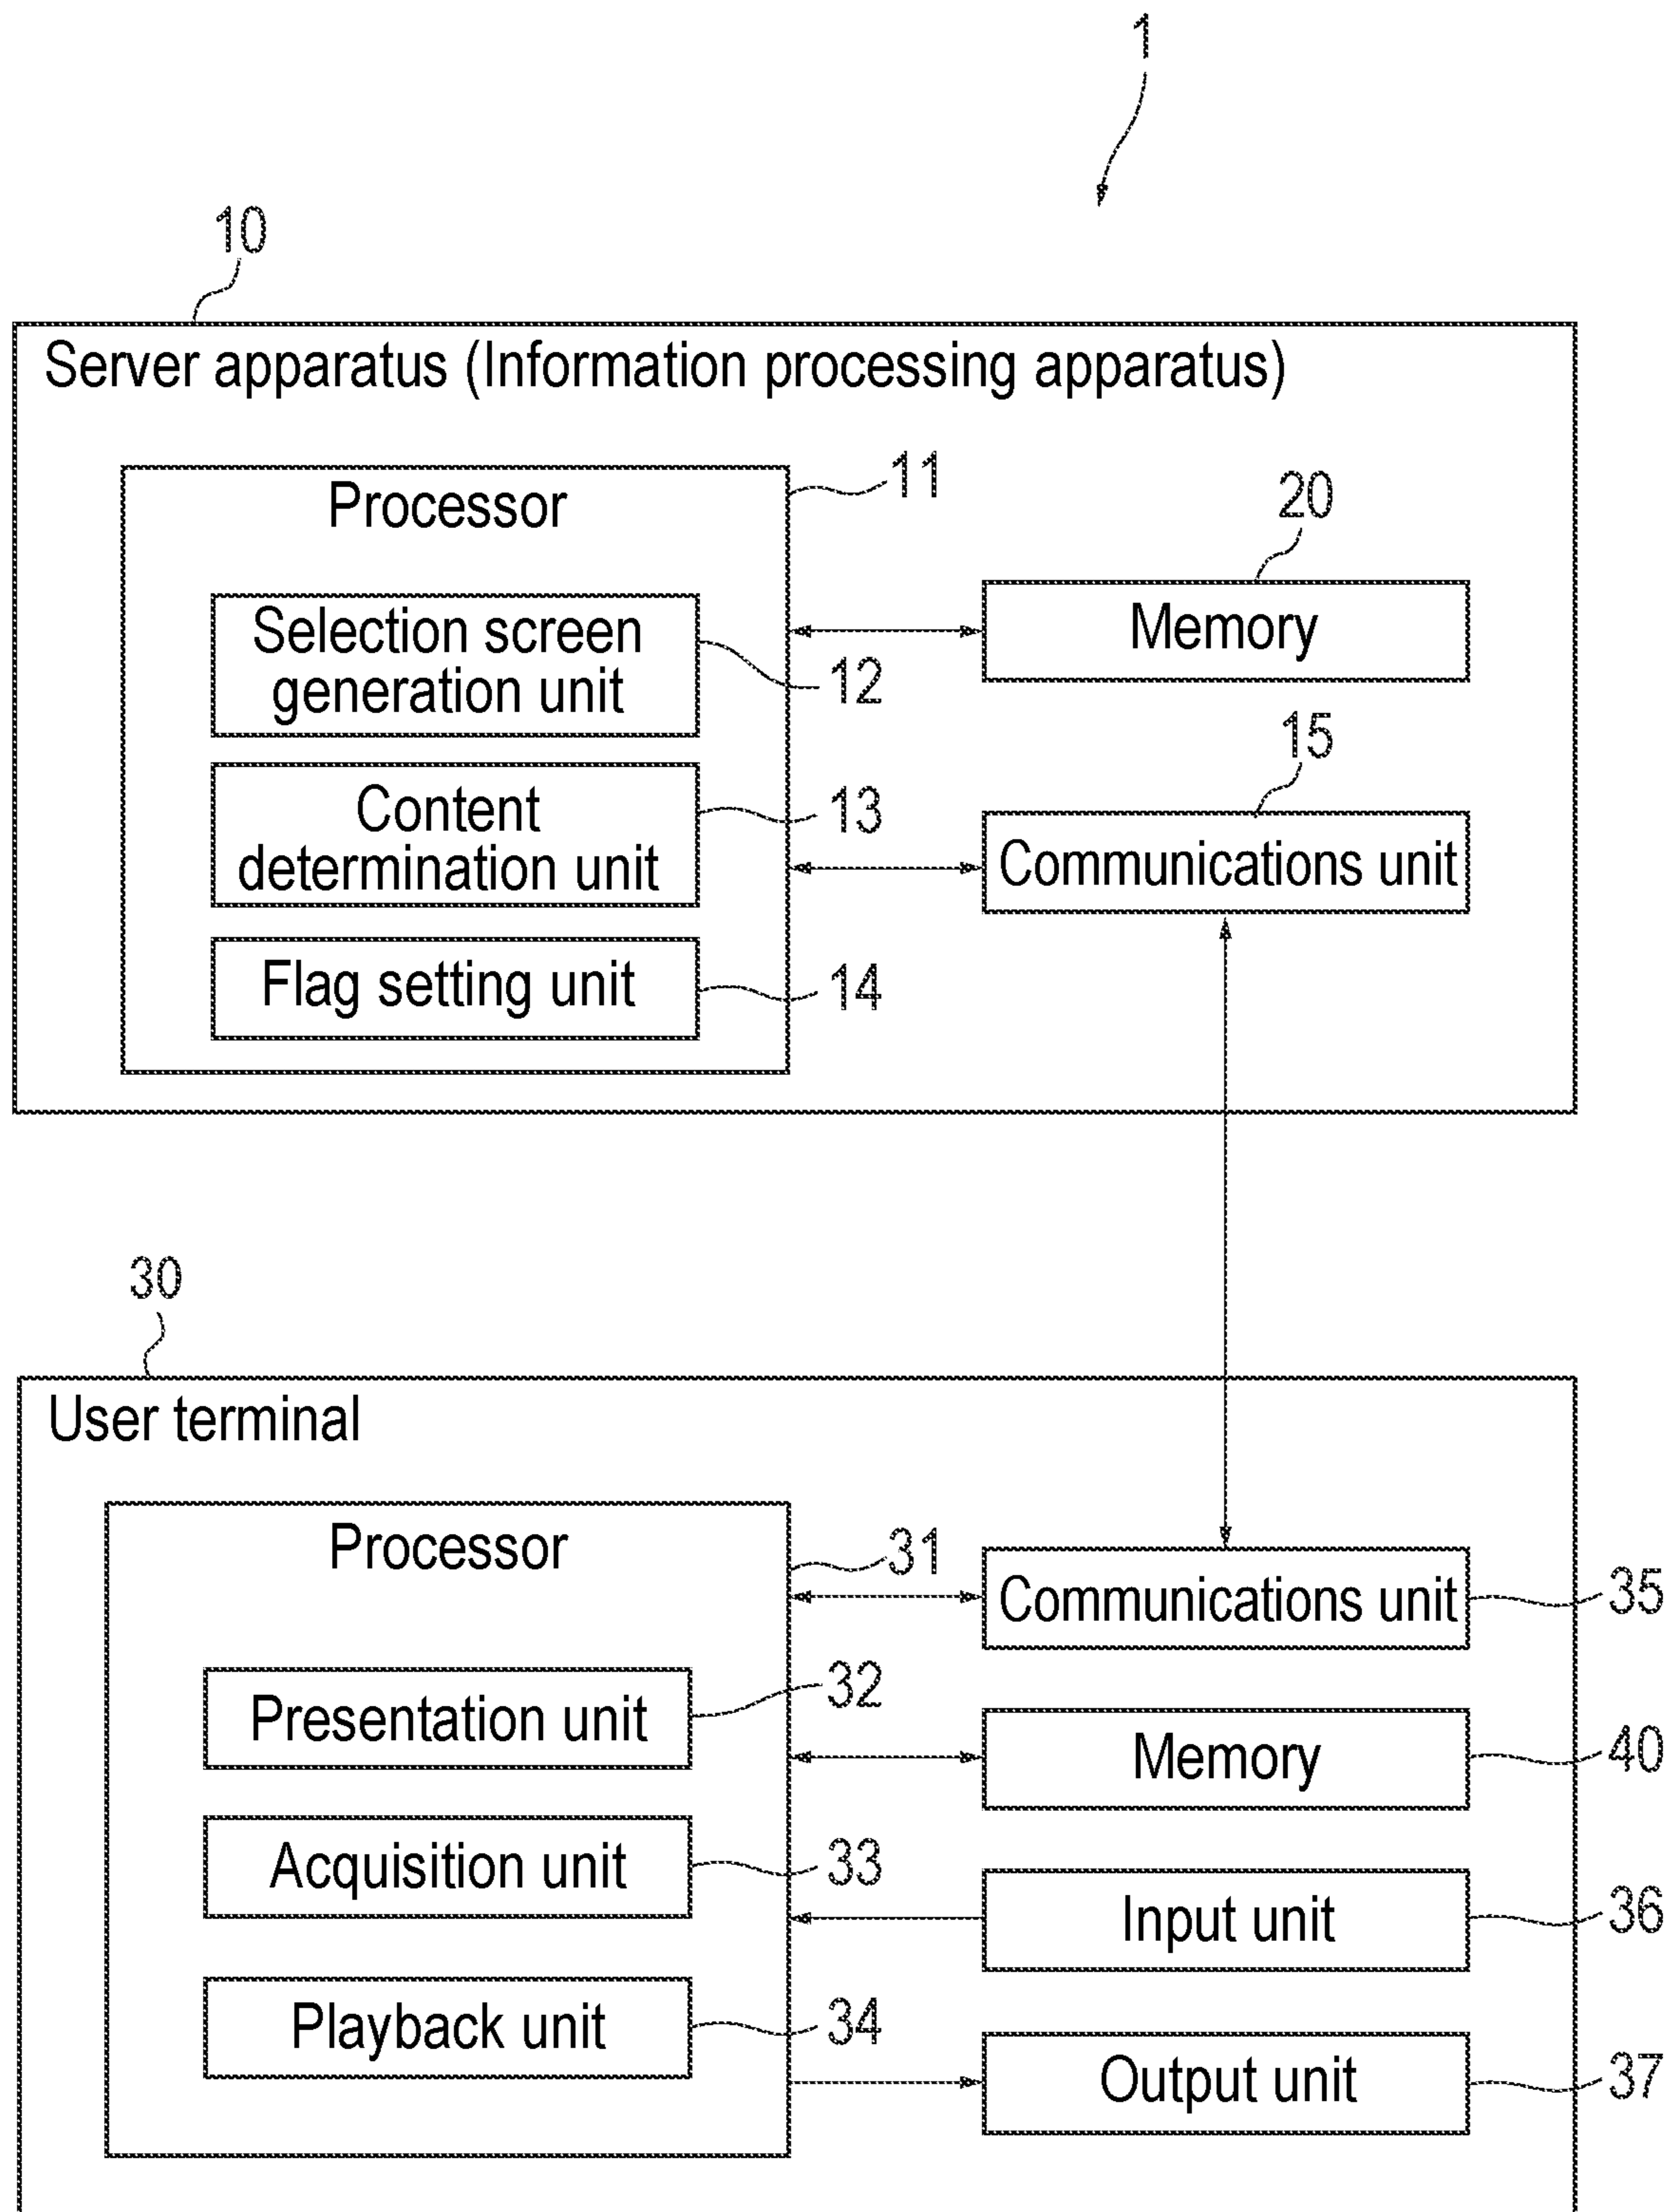 1
10
Server apparatus (Information processing apparatus)
Processor
11
20
Selection screen
generation unit
12
Memory
15
Content
determination unit
13
Communications unit
Flag setting unit
14
30
User terminal
Processor
31
Communications unit
35
Presentation unit
32
Memory
40
Acquisition unit
33
Input unit
36
Playback unit
34
Output unit
37